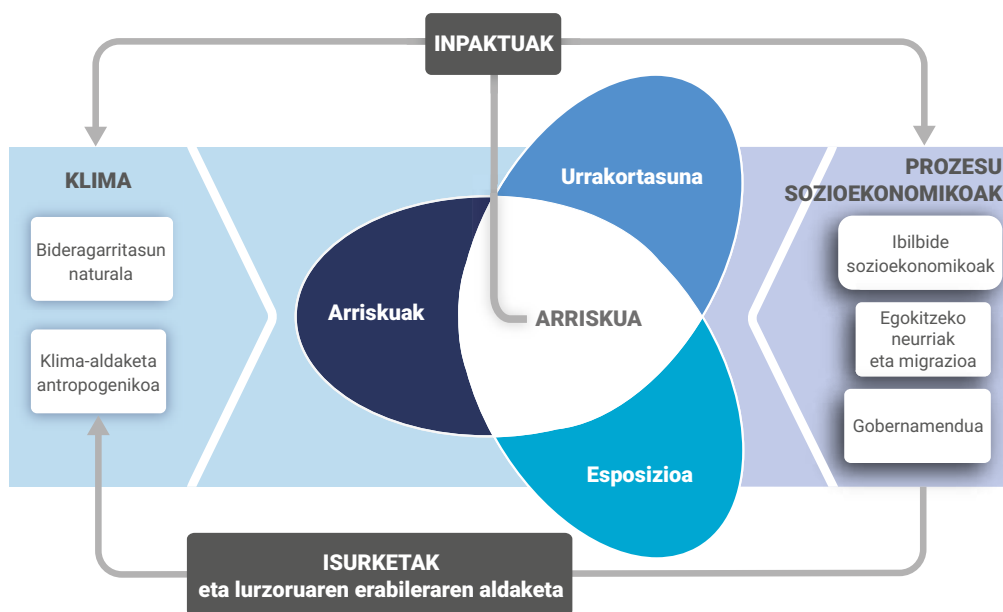 INPAKTUAK
KLIMA
Bideragarritasun
naturala
Klima-aldaketa
antropogenikoa
Urrakortasuna
Arriskuak
ARRISKUA
Esposizioa
PROZESU
SOZIOEKONOMIKOAK
Ibilbide
sozioekonomikoak
Egokitzeko
neurriak
eta migrazioa
Gobernamendua
ISURKETAK
eta lurzoruaren erabileraren aldaketa